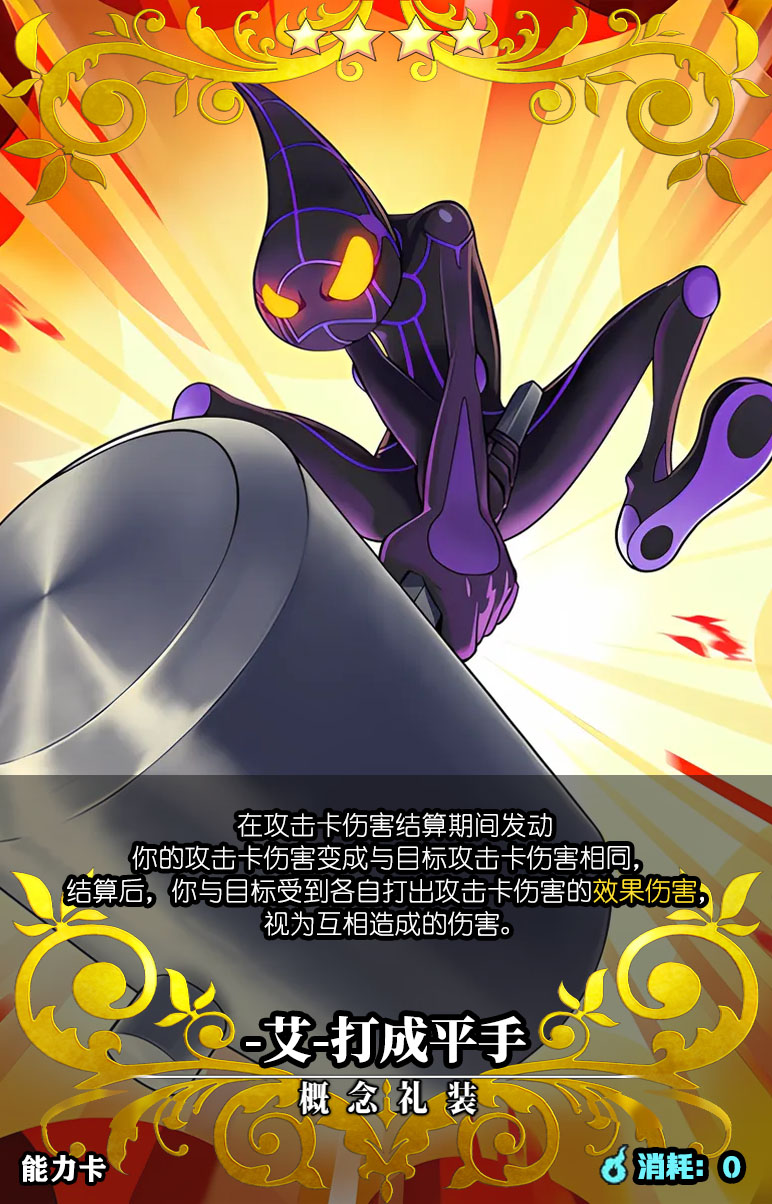 在攻击卡伤害结算期间发动
你的攻击卡伤害变成与目标攻击卡伤害相同，
结算后，你与目标受到各自打出攻击卡伤害的效果伤害，
视为互相造成的伤害。
-艾-打成平手
概念礼装
能力卡
消耗：0